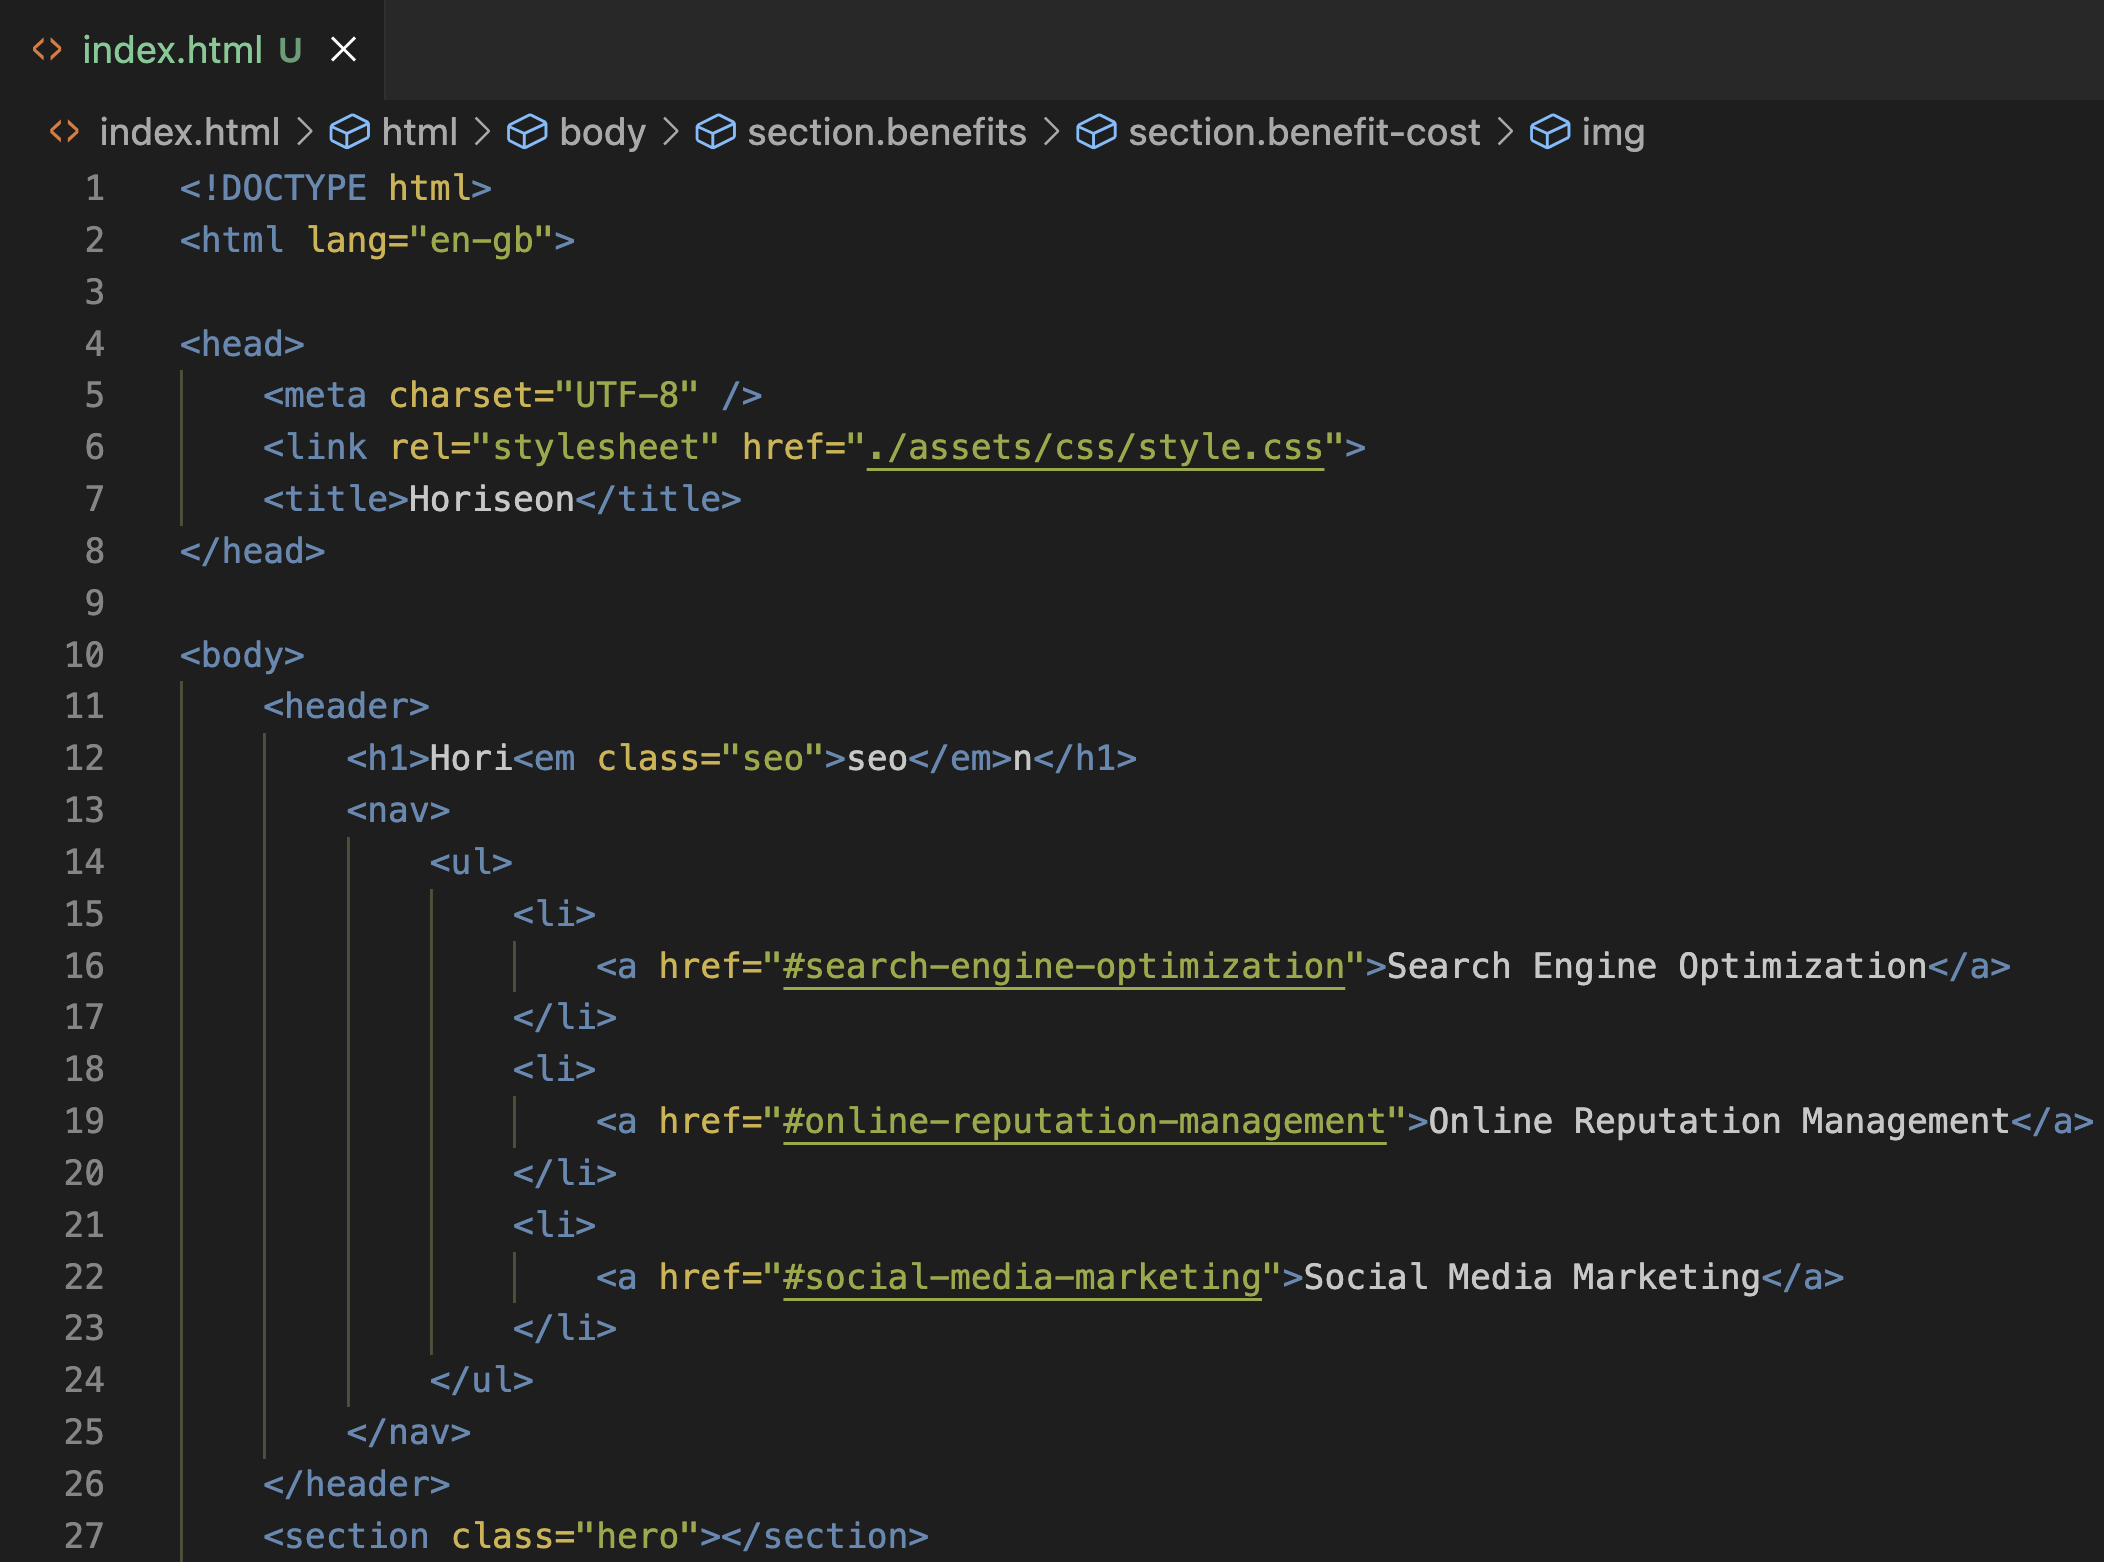 index.html U
index.html > html > body > section.benefits > section.benefit-cost > img
1 <!DOCTYPE html>
2 <html lang="en-gb">
3
4 <head>
5     <meta charset="UTF-8" />
6     <link rel="stylesheet" href="./assets/css/style.css">
7     <title>Horiseon</title>
8 </head>
9
10 <body>
11     <header>
12         <h1>Hori<em class="seo">seo</em>n</h1>
13         <nav>
14             <ul>
15                 <li>
16                     <a href="#search-engine-optimization">Search Engine Optimization</a>
17                 </li>
18                 <li>
19                     <a href="#online-reputation-management">Online Reputation Management</a>
20                 </li>
21                 <li>
22                     <a href="#social-media-marketing">Social Media Marketing</a>
23                 </li>
24             </ul>
25         </nav>
26     </header>
27     <section class="hero"></section>